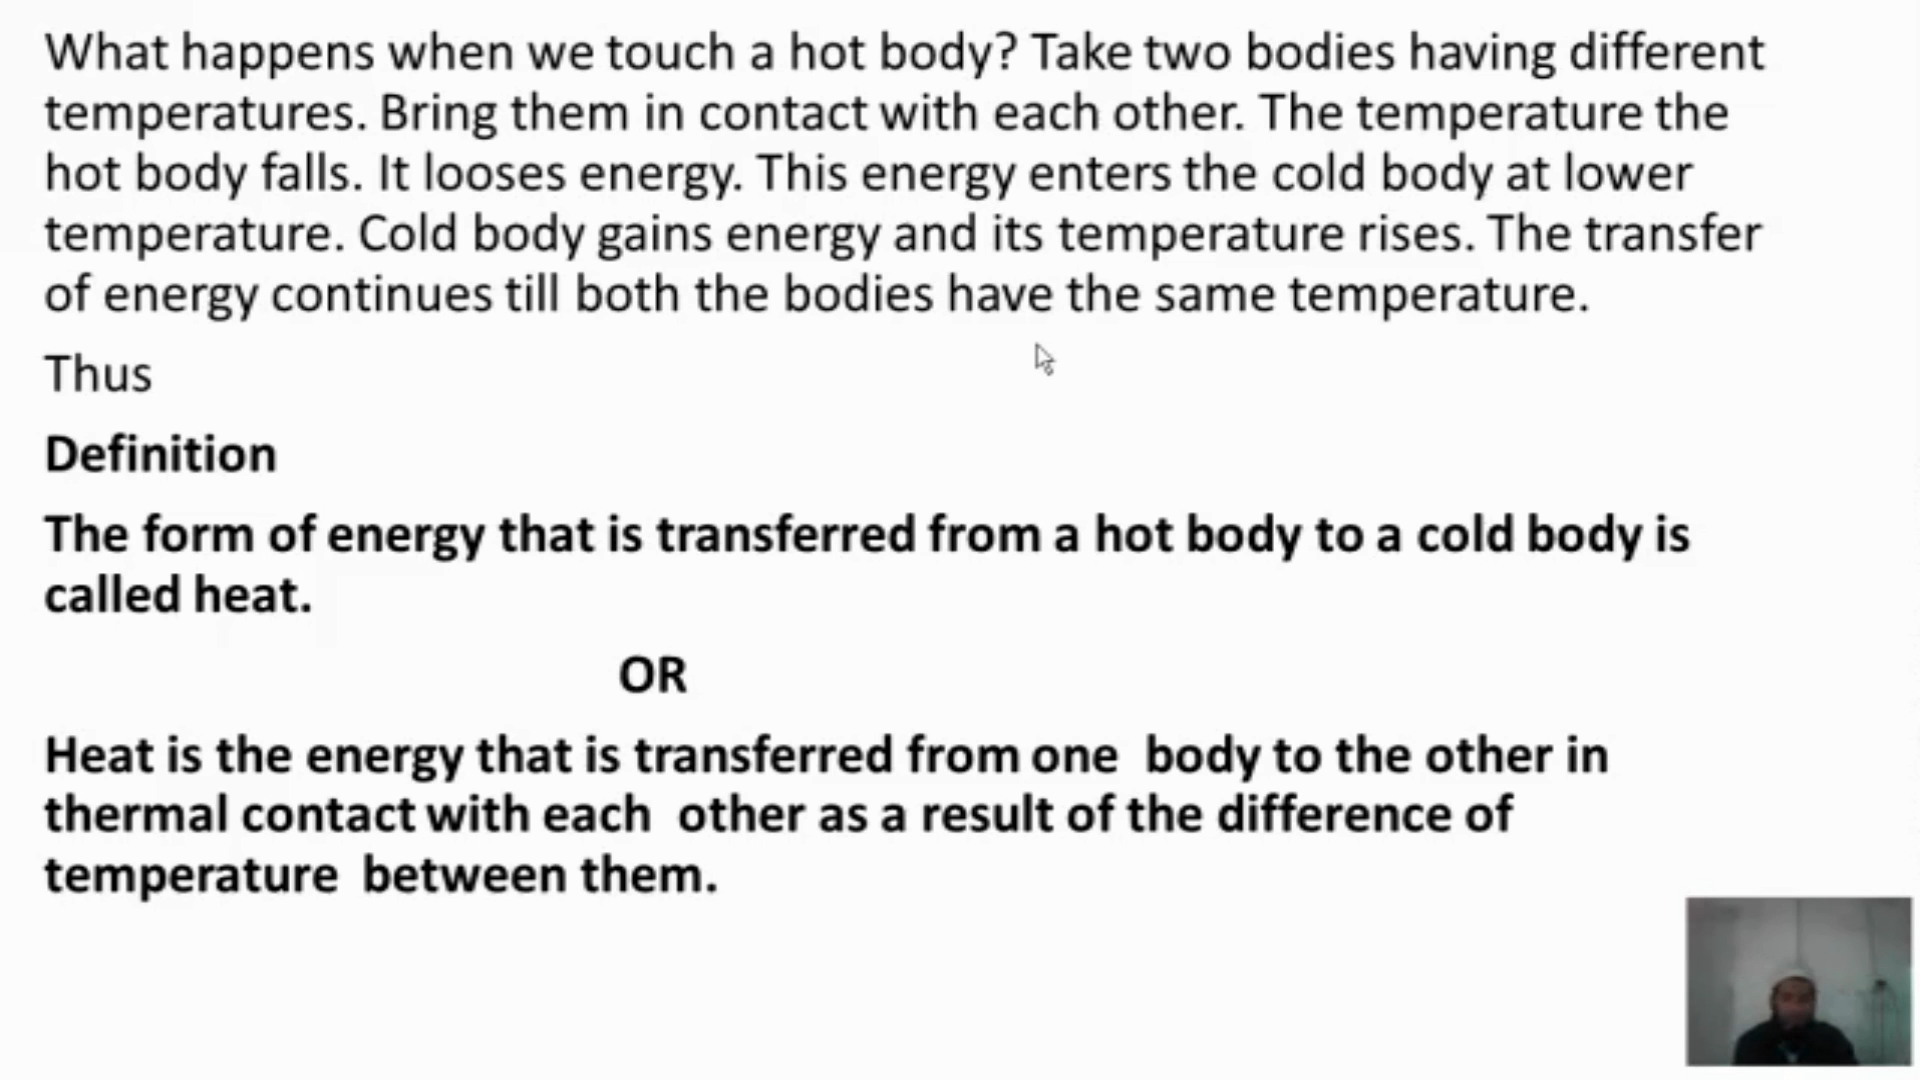 What happens when we touch a hot body? Take two bodies having different
temperatures. Bring them in contact with each other. The temperature the
hot body falls. It looses energy. This energy enters the cold body at lower
temperature. Cold body gains energy and its temperature rises. The transfer
of energy continues till both the bodies have the same temperature.
Thus
Definition
The form of energy that is transferred from a hot body to a cold body is
called heat.
OR
Heat is the energy that is transferred from one  body to the other in
thermal contact with each  other as a result of the difference of
temperature  between them.